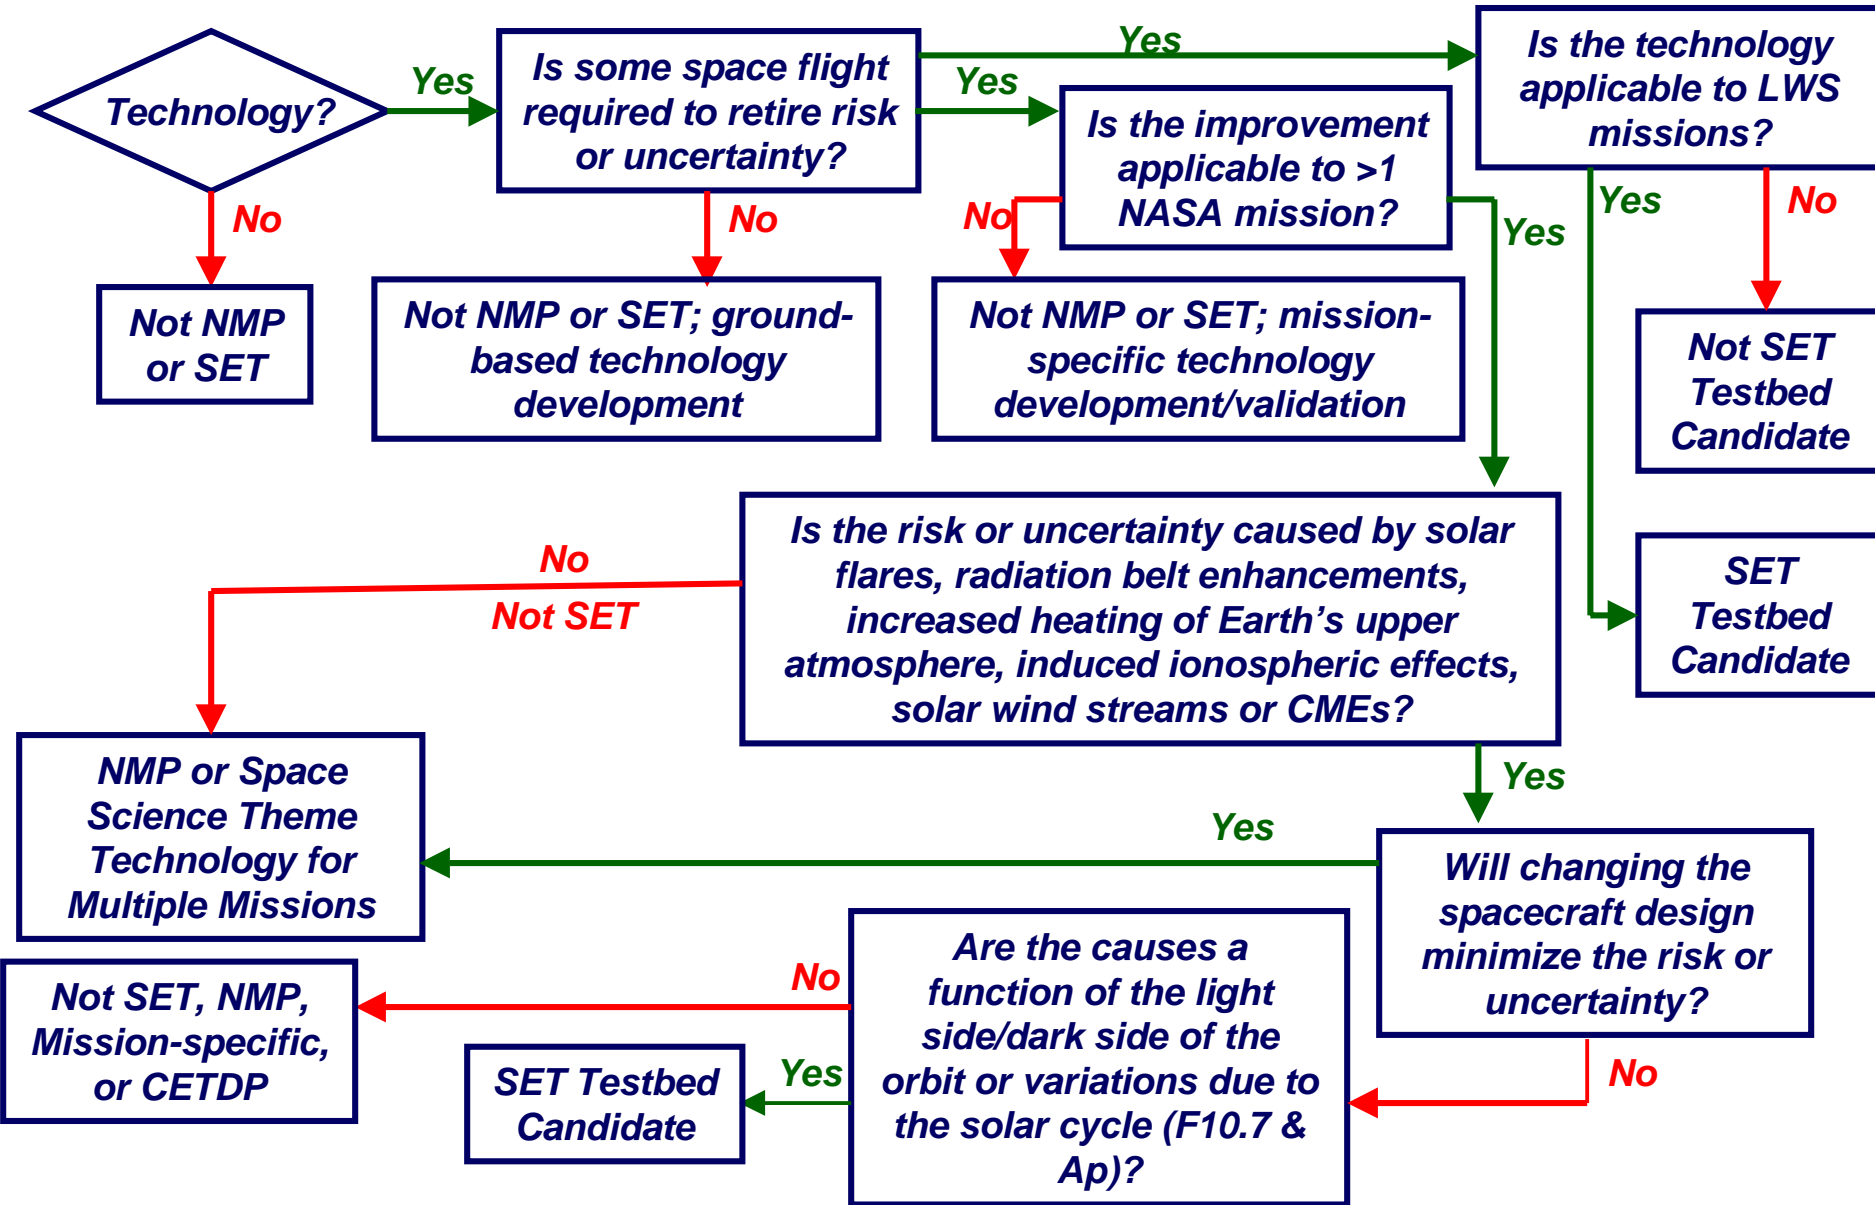 Technology?
Yes
No
Not NMP
or SET
Is some space flight
required to retire risk
or uncertainty?
Yes
Yes
No
Not NMP or SET; ground-
based technology
development
Is the improvement
applicable to >1
NASA mission?
No
Yes
Not NMP or SET; mission-
specific technology
development/validation
Is the technology
applicable to LWS
missions?
Yes
No
Not SET
Testbed
Candidate
SET
Testbed
Candidate
Is the risk or uncertainty caused by solar
flares, radiation belt enhancements,
increased heating of Earth’s upper
atmosphere, induced ionospheric effects,
solar wind streams or CMEs?
No
Not SET
Yes
NMP or Space
Science Theme
Technology for
Multiple Missions
Yes
Will changing the
spacecraft design
minimize the risk or
uncertainty?
No
Are the causes a
function of the light
side/dark side of the
orbit or variations due to
the solar cycle (F10.7 &
Ap)?
No
Yes
Not SET, NMP,
Mission-specific,
or CETDP
SET Testbed
Candidate